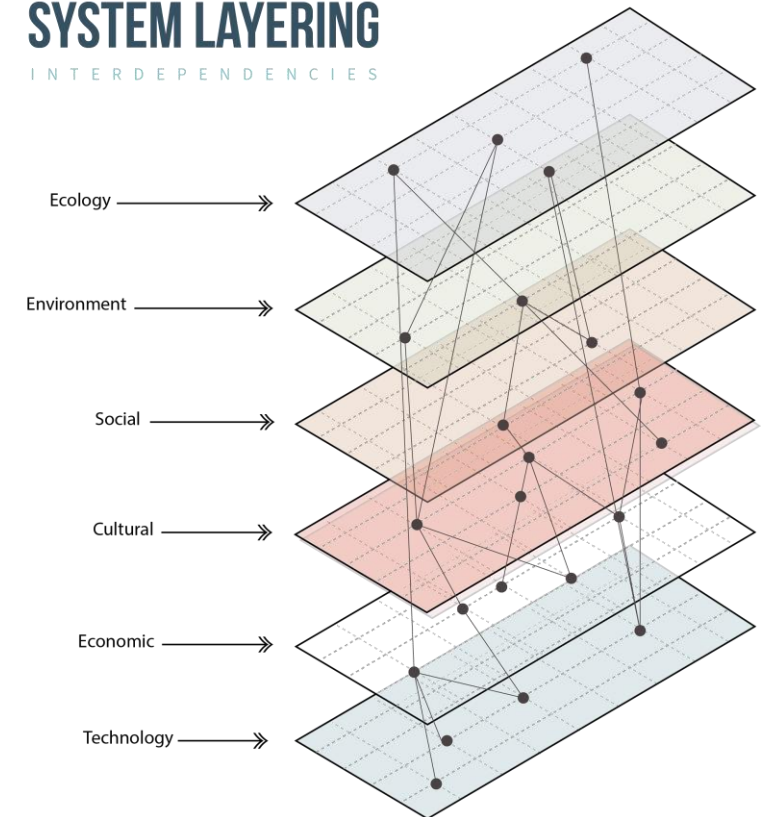 SYSTEM LAYERING
INTERDEPENDENCIES
Ecology
Environment
Social
Cultural
Economic
Technology